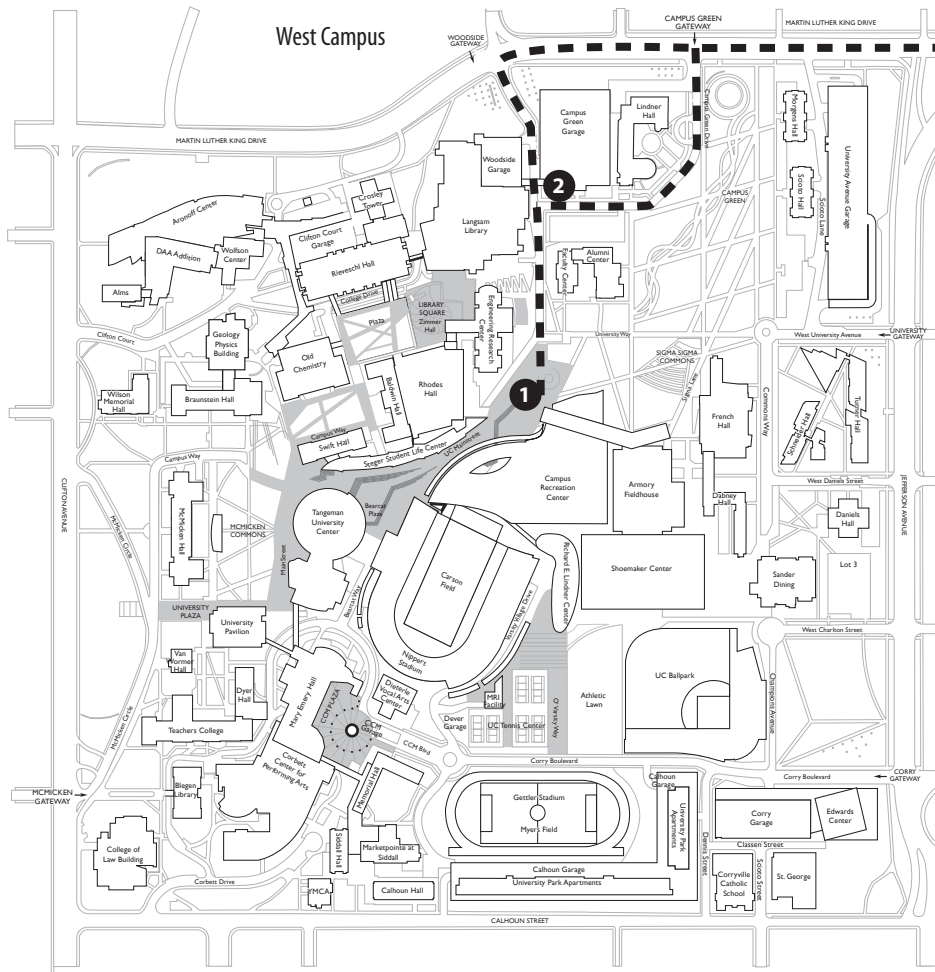 West Campus
WOODSIDE
GATEWAY
CAMPUS GREEN
GATEWAY
MARTIN LUTHER KING DRIVE
MARTIN LUTHER KING DRIVE
Campus
Green
Garage
Lindner
Hall
Campus Green Drive
Morgens Hall
Scioto Hall
Scioto Lane
University Avenue Garage
Woodside
Garage
2
CAMPUS
GREEN
Aronoff Center
DAA Addition
Wolfson
Center
Alms
Crosley
Tower
Clifton Court
Garage
Rieveschl Hall
College Drive
Langsam
Library
Faculty Center
Alumni
Center
LIBRARY
SQUARE
Zimmer
Hall
Plaza
Engineering Research
Center
University Way
West University Avenue
UNIVERSITY
GATEWAY
Clifton Court
Geology
Physics
Building
Old
Chemistry
Baldwin Hall
Rhodes
Hall
SIGMA SIGMA
COMMONS
Sigma Lane
Wilson
Memorial
Hall
Braunstein Hall
1
French
Hall
Commons Way
Schneider Hall
Turner Hall
Campus Way
Swift Hall
Steger Student Life Center
UC Mainstreet
Campus Way
Campus
Recreation
Center
Armory
Fieldhouse
West Daniels Street
Dabney
Hall
Daniels
Hall
CLIFTON AVENUE
JEFFERSON AVENUE
McMicken Circle
McMicken Hall
MCMICKEN
COMMONS
Tangeman
University
Center
Bearcat
Plaza
Main Street
Carson
Field
Richard E. Lindner Center
Shoemaker Center
Sander
Dining
Lot 3
UNIVERSITY
PLAZA
University
Pavilion
Bearcat Way
Nippert
Stadium
Varsity Village Drive
West Charlton Street
Van
Wormer
Hall
Dyer
Hall
Mary Emery Hall
CCM PLAZA
Dieterle
Vocal Arts
Center
MRI
Facility
Athletic
Lawn
UC Ballpark
Champions Avenue
McMicken Circle
Teachers College
CCM
Garage
CCM Blvd
Dever
Garage
UC Tennis Center
O'Varsity Way
Corbett
Center for
Performing Arts
Corry Boulevard
Corry Boulevard
CORRY
GATEWAY
MCMICKEN
GATEWAY
Blegen
Library
Memorial Hall
Gettler Stadium
Myers Field
Calhoun
Garage
University Park
Apartments
Corry
Garage
Edwards
Center
College of
Law Building
Siddall Hall
Marketpointe at
Siddall
Dennis Street
Classen Street
Corbett Drive
YMCA
Calhoun Hall
Calhoun Garage
University Park Apartments
Corryville
Catholic
School
Scioto Street
St. George
CALHOUN STREET